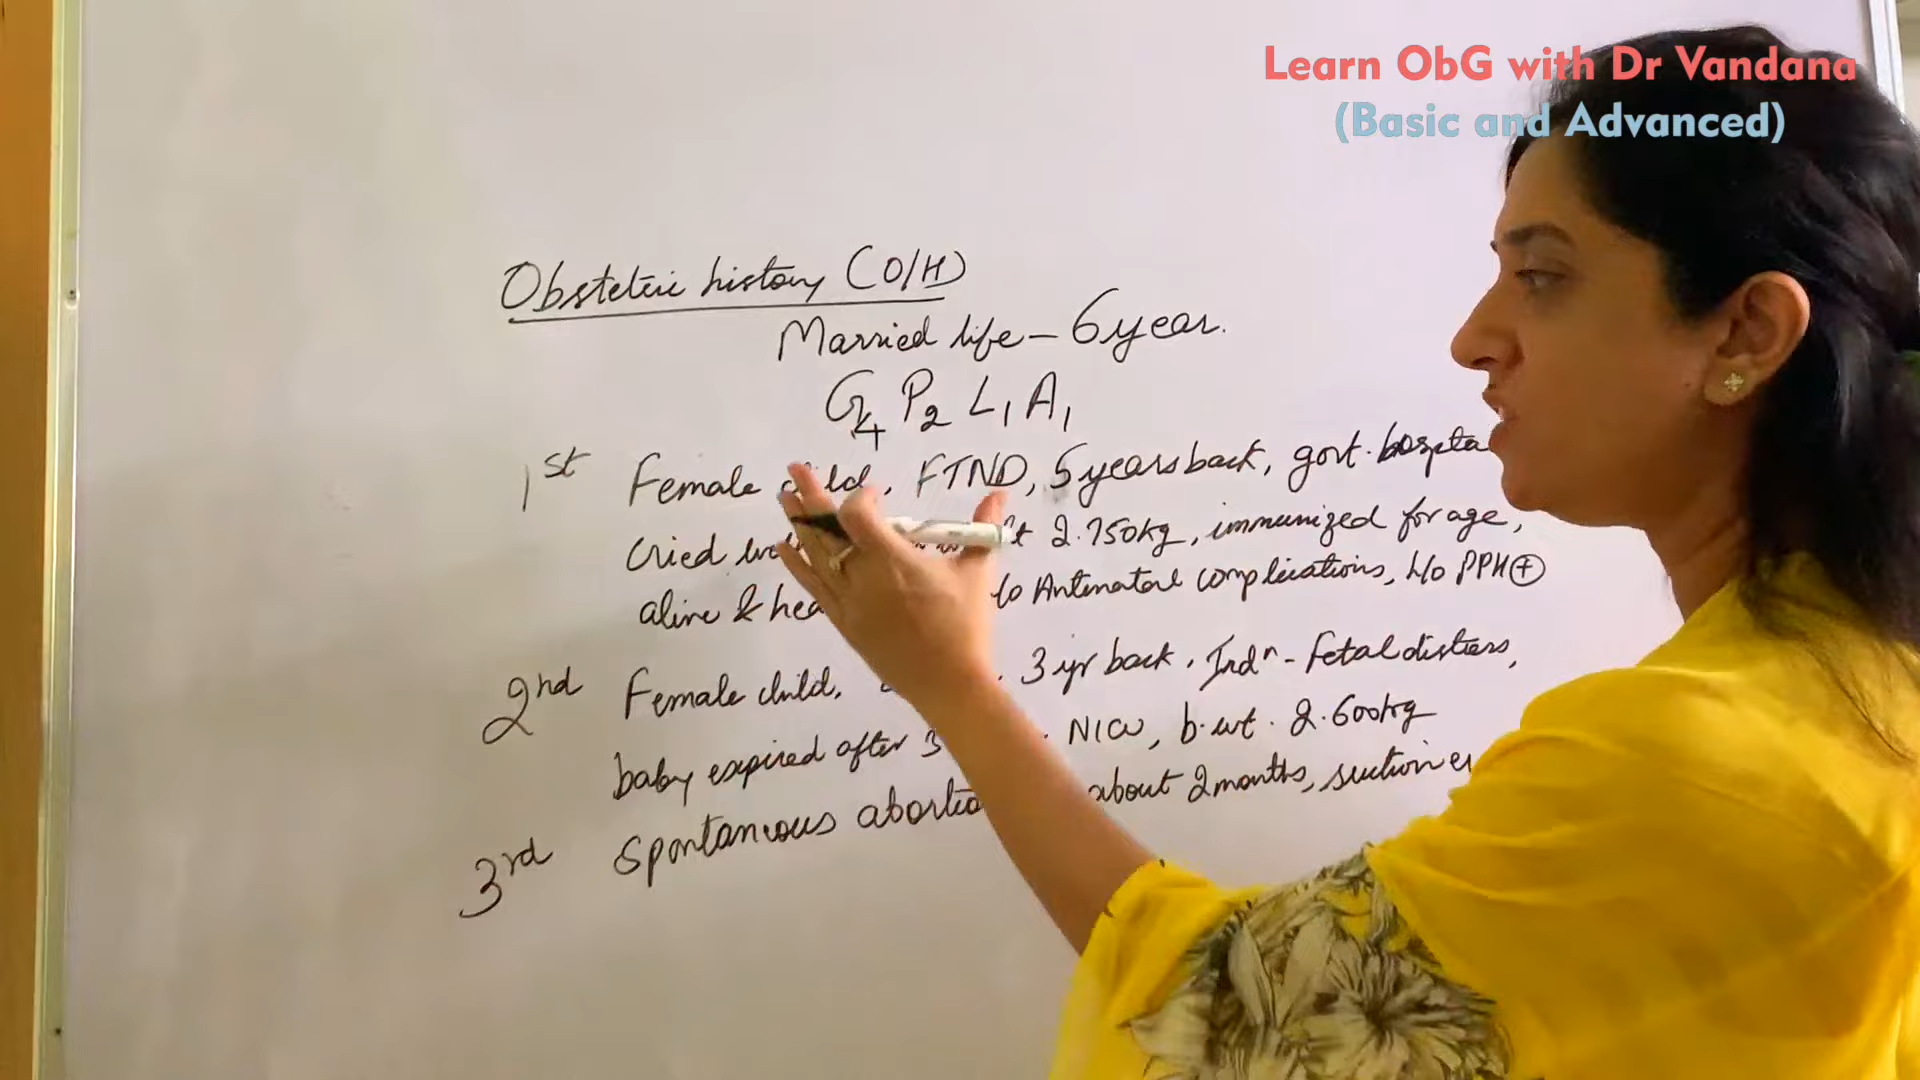 Learn ObG with Dr Vandana
(Basic and Advanced)
Obstetric history (O/H)
Married life - 6 year.
G4 P2 L1 A1
1st Female child, FTND, 5 years back, govt. hospital
cried 2.750kg, immunized for age,
alive & Antenatal complications, h/o PPH +
2nd Female child, 3 yr back, Indn - Fetal distress,
baby expired after 3 NICU, b.wt. 2.600kg
3rd Spontaneous about 2 months, suction